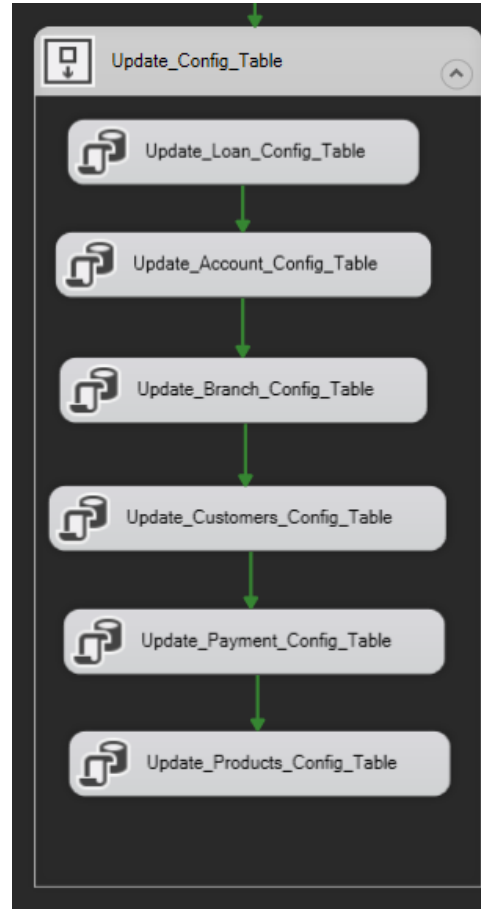 Update_Config_Table
Update_Loan_Config_Table
Update_Account_Config_Table
Update_Branch_Config_Table
Update_Customers_Config_Table
Update_Payment_Config_Table
Update_Products_Config_Table